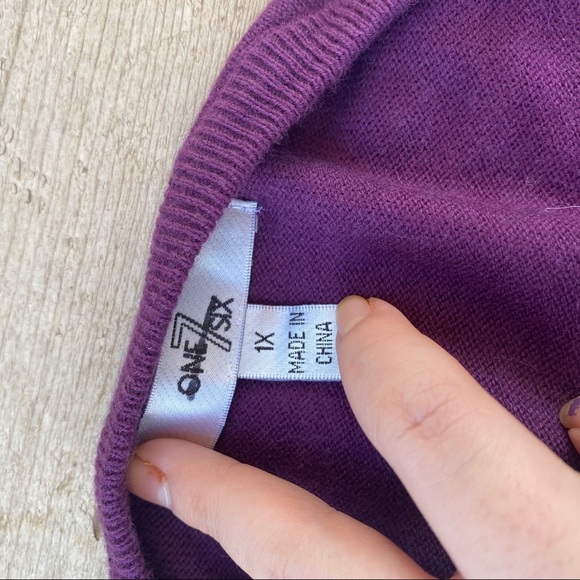 ONE 7 SIX
1X
MADE IN
CHINA